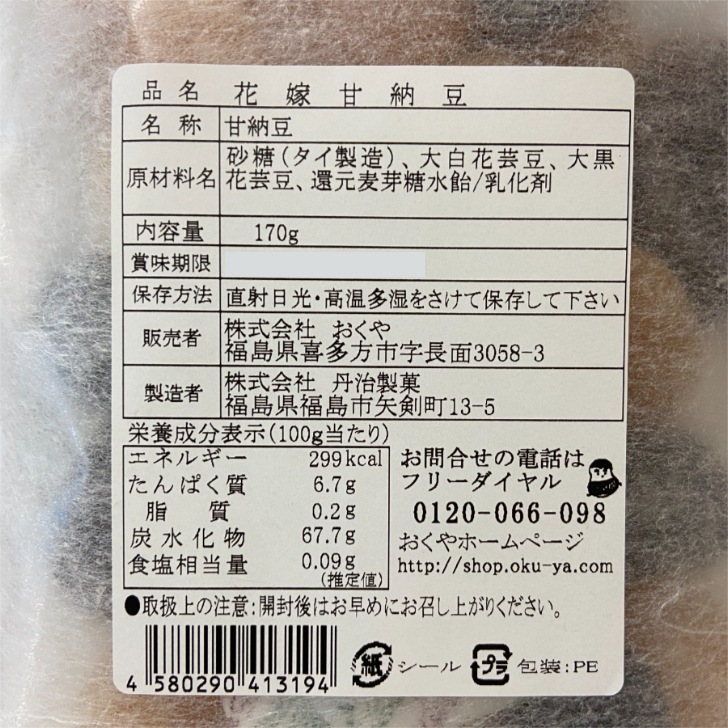 品名 花嫁甘納豆
名称 甘納豆
原材料名 砂糖(タイ製造)、大白花芸豆、大黒
花芸豆、還元麦芽糖水飴/乳化剤
内容量 170g
賞味期限
保存方法 直射日光・高温多湿をさけて保存して下さい
販売者 株式会社 おくや
福島県喜多方市字長面3058-3
製造者 株式会社 丹治製菓
福島県福島市矢剣町13-5
栄養成分表示(100g当たり)
エネルギー 299kcal
たんぱく質 6.7g
脂質 0.2g
炭水化物 67.7g
食塩相当量 0.09g
(推定値)
お問合せの電話は
フリーダイヤル
0120-066-098
おくやホームページ
http://shop.oku-ya.com
●取扱上の注意:開封後はお早めにお召し上がりください。
4 580290 413194
紙 シール プラ 包装:PE